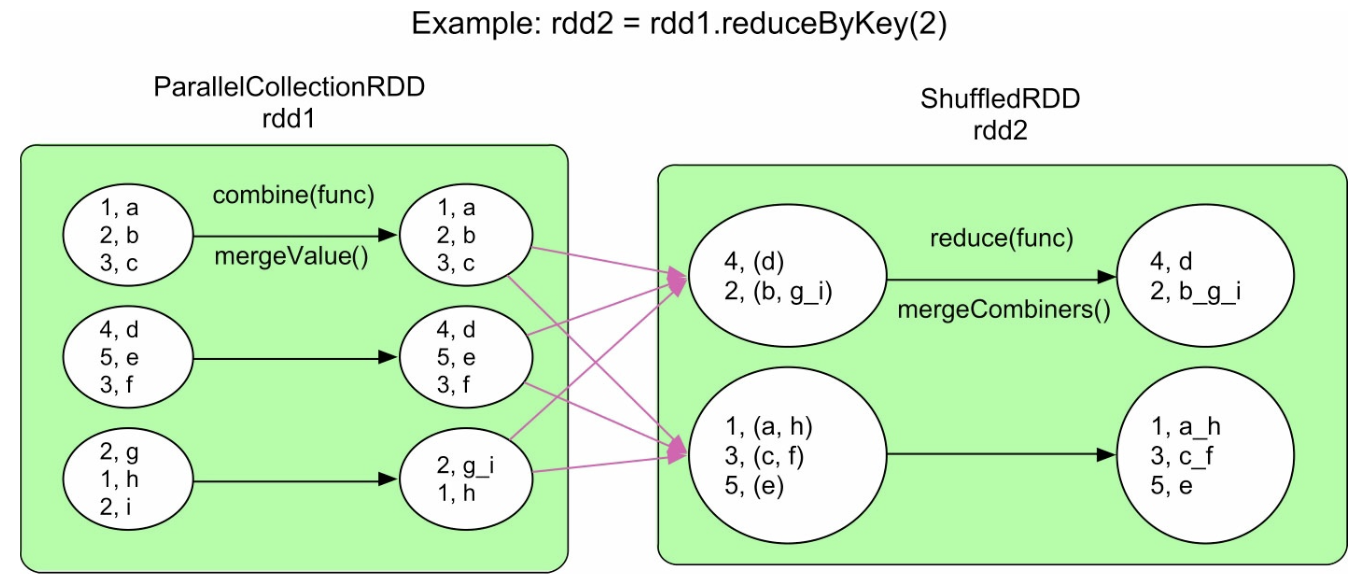 Example: rdd2 = rdd1.reduceByKey(2)
ParallelCollectionRDD
rdd1
ShuffledRDD
rdd2
1, a
2, b
3, c
combine(func)
mergeValue()
1, a
2, b
3, c
4, d
5, e
3, f
4, d
5, e
3, f
2, g
1, h
2, i
2, g_i
1, h
4, (d)
2, (b, g_i)
reduce(func)
mergeCombiners()
4, d
2, b_g_i
1, (a, h)
3, (c, f)
5, (e)
1, a_h
3, c_f
5, e